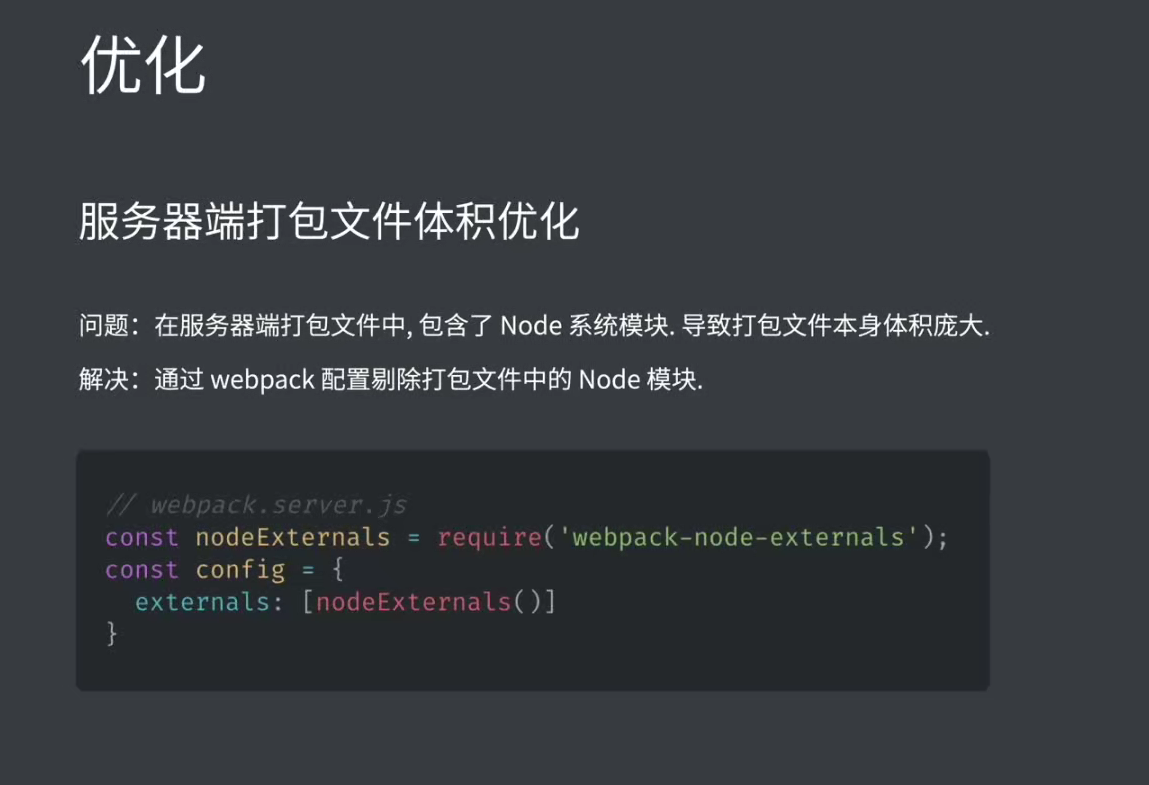 优化
服务器端打包文件体积优化
问题：在服务器端打包文件中, 包含了 Node 系统模块. 导致打包文件本身体积庞大.
解决：通过 webpack 配置剔除打包文件中的 Node 模块.
// webpack.server.js
const nodeExternals = require('webpack-node-externals');
const config = {
  externals: [nodeExternals()]
}